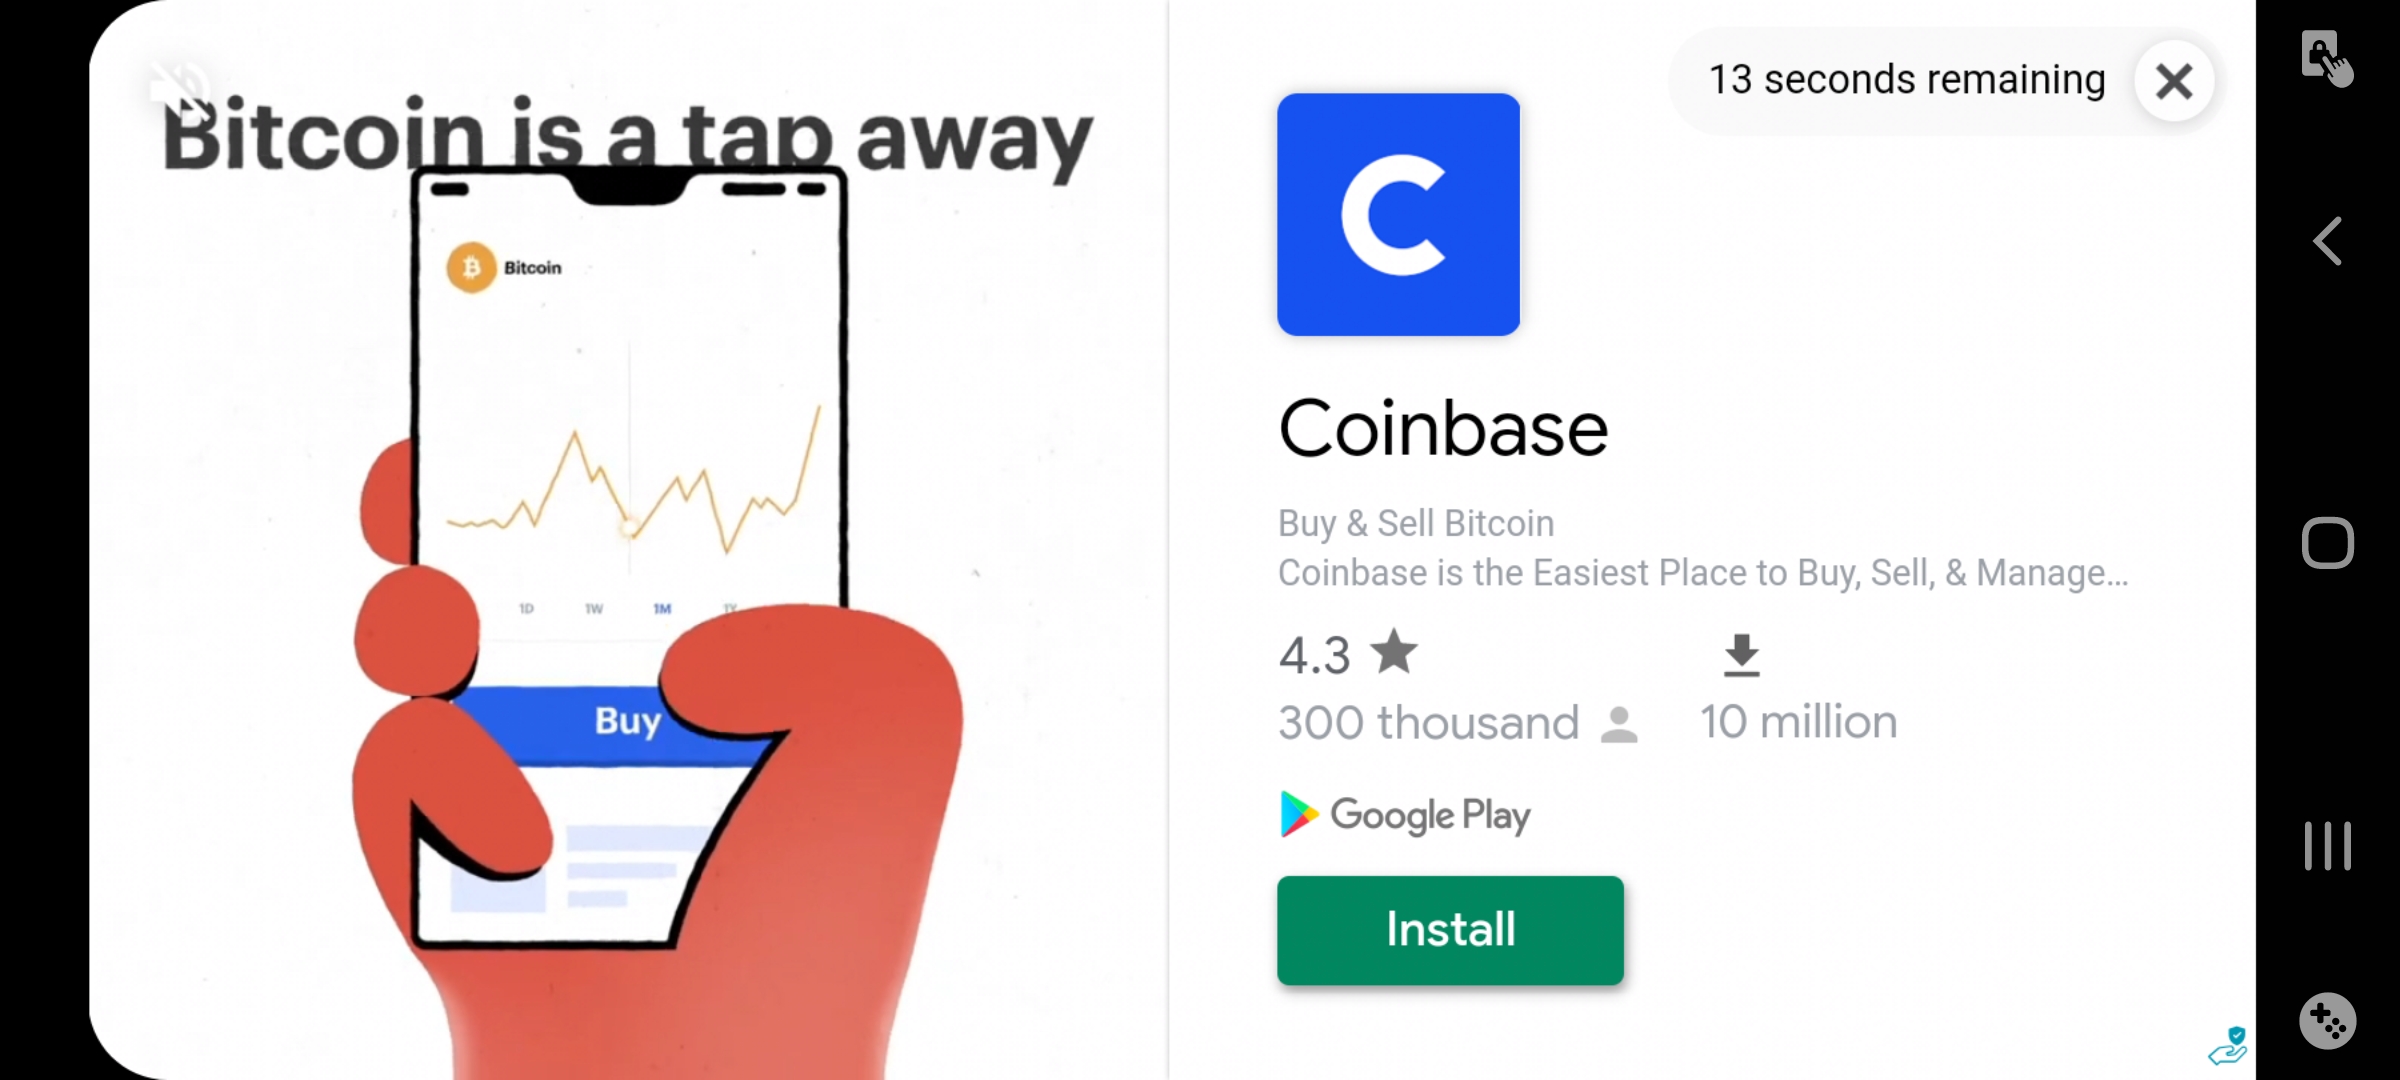 Bitcoin is a tap away
Bitcoin
1D 1W 1M 1Y
Buy
13 seconds remaining
Coinbase
Buy & Sell Bitcoin
Coinbase is the Easiest Place to Buy, Sell, & Manage...
4.3
300 thousand
10 million
Google Play
Install